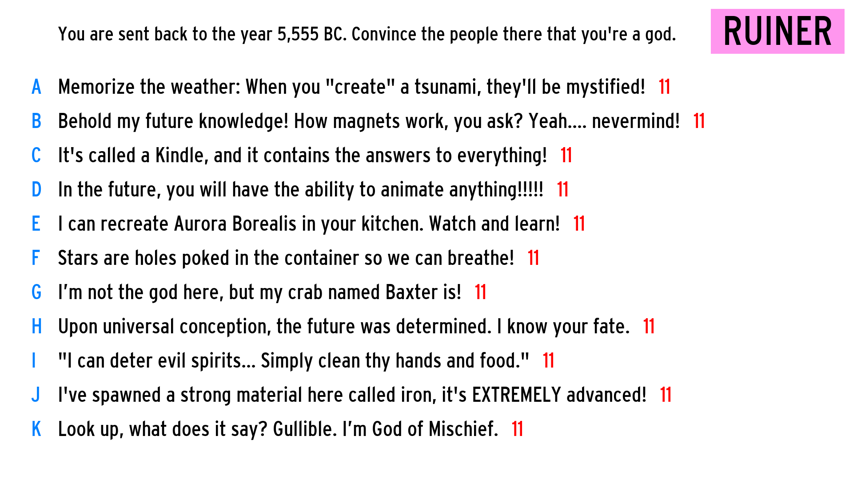 You are sent back to the year 5,555 BC. Convince the people there that you're a god.
RUINER
A Memorize the weather: When you "create" a tsunami, they'll be mystified! 11
B Behold my future knowledge! How magnets work, you ask? Yeah.... nevermind! 11
C It's called a Kindle, and it contains the answers to everything! 11
D In the future, you will have the ability to animate anything!!!!! 11
E I can recreate Aurora Borealis in your kitchen. Watch and learn! 11
F Stars are holes poked in the container so we can breathe! 11
G I’m not the god here, but my crab named Baxter is! 11
H Upon universal conception, the future was determined. I know your fate. 11
I "I can deter evil spirits... Simply clean thy hands and food." 11
J I've spawned a strong material here called iron, it's EXTREMELY advanced! 11
K Look up, what does it say? Gullible. I’m God of Mischief. 11